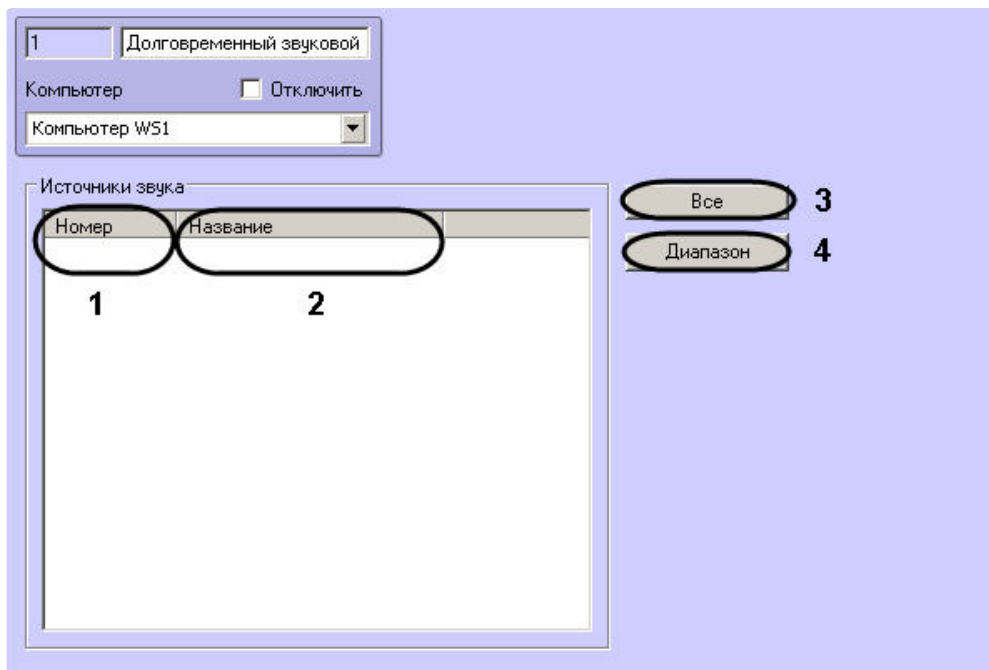 1 Долговременный звуковой
Компьютер Отключить
Компьютер WS1
Источники звука
Номер Название
1 2
Все 3
Диапазон 4